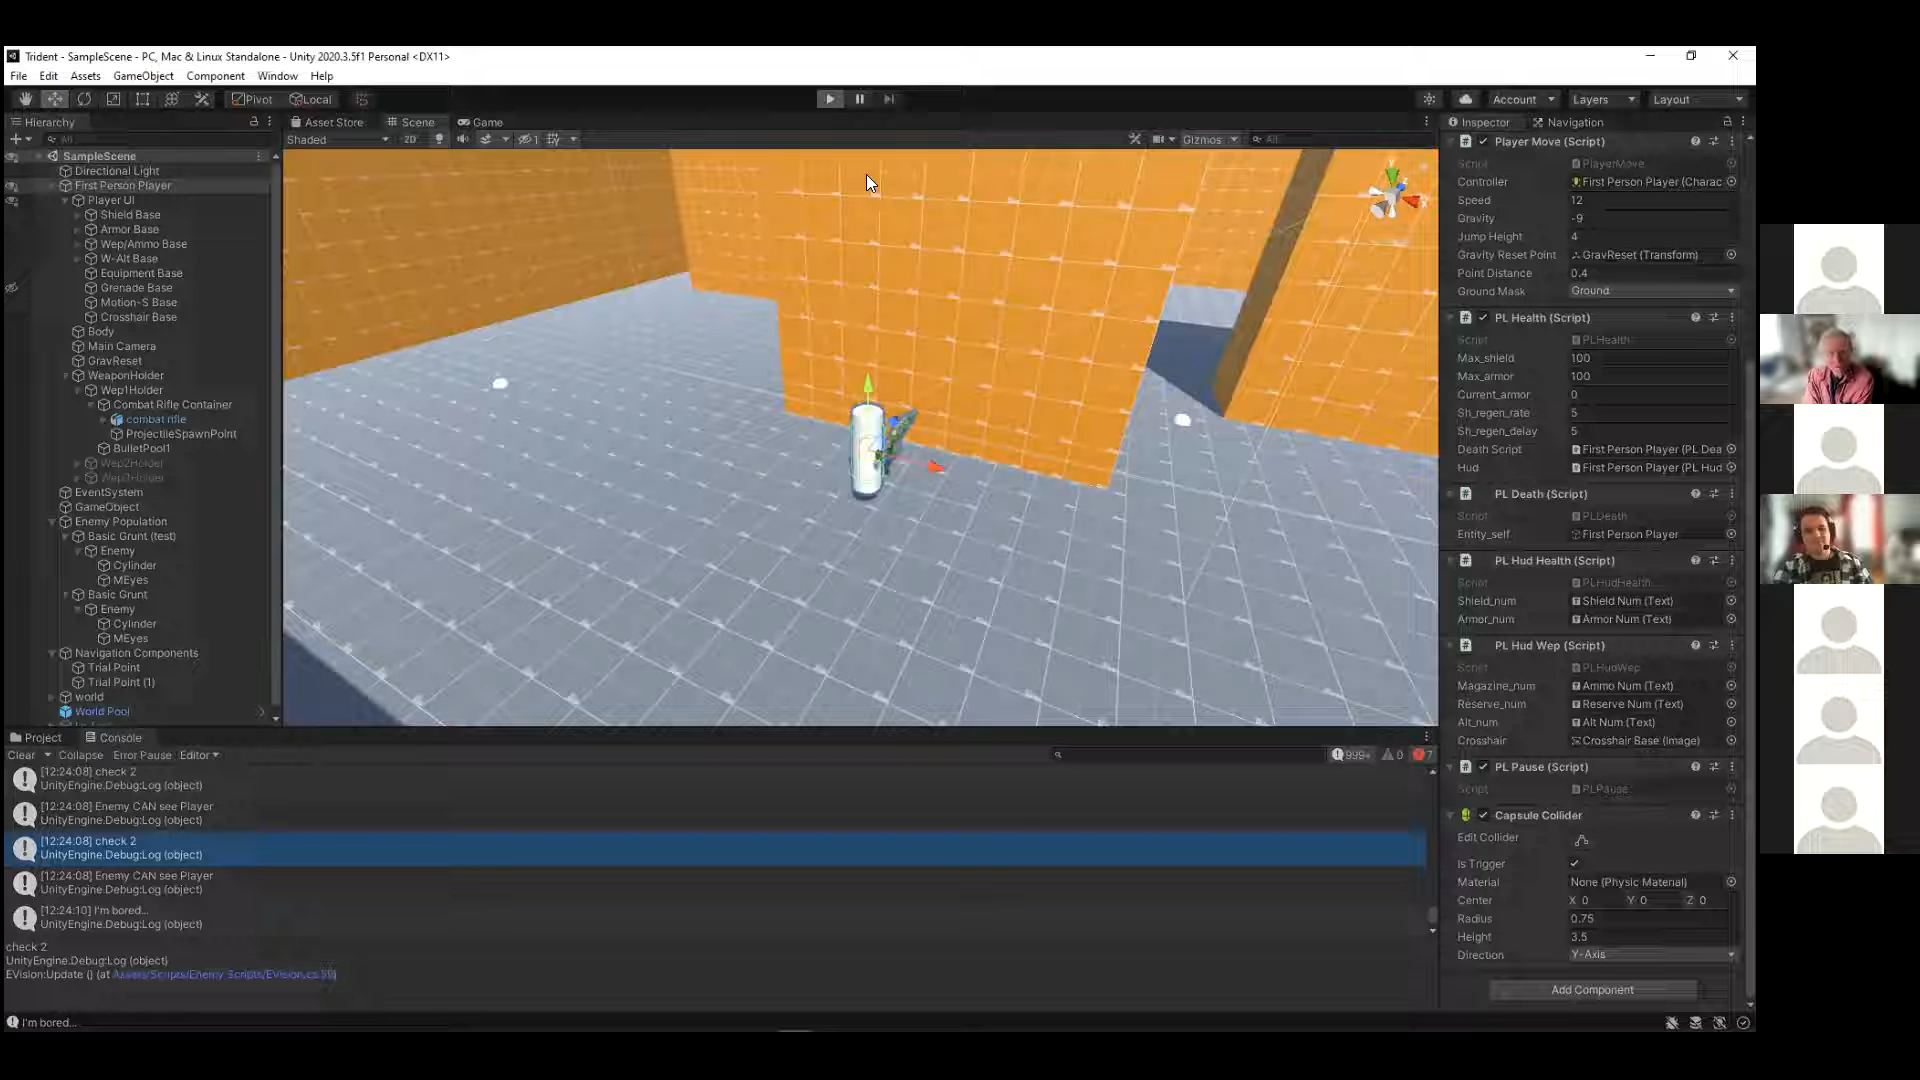 Trident - SampleScene - PC, Mac & Linux Standalone - Unity 2020.3.5f1 Personal <DX11>
File Edit Assets GameObject Component Window Help
Pivot Local Account Layers Layout
Hierarchy
All
SampleScene
Directional Light
First Person Player
Player UI
Shield Base
Armor Base
Wep/Ammo Base
W-Alt Base
Equipment Base
Grenade Base
Motion-S Base
Crosshair Base
Body
Main Camera
GravReset
WeaponHolder
Wep1Holder
Combat Rifle Container
combat rifle
ProjectileSpawnPoint
BulletPool1
Wep2Holder
Wep3Holder
EventSystem
GameObject
Enemy Population
Basic Grunt (test)
Enemy
Cylinder
MEyes
Basic Grunt
Enemy
Cylinder
MEyes
Navigation Components
Trial Point
Trial Point (1)
world
World Pool
Asset Store Scene Game
Shaded 2D 1 Gizmos All
y
x
Inspector Navigation
Player Move (Script)
Script PlayerMove
Controller First Person Player (Charac
Speed 12
Gravity -9
Jump Height 4
Gravity Reset Point GravReset (Transform)
Point Distance 0.4
Ground Mask Ground
PL Health (Script)
Script PLHealth
Max_shield 100
Max_armor 100
Current_armor 0
Sh_regen_rate 5
Sh_regen_delay 5
Death Script First Person Player (PL Dea
Hud First Person Player (PL Hud
PL Death (Script)
Script PLDeath
Entity_self First Person Player
PL Hud Health (Script)
Script PLHudHealth
Shield_num Shield Num (Text)
Armor_num Armor Num (Text)
PL Hud Wep (Script)
Script PLHudWep
Magazine_num Ammo Num (Text)
Reserve_num Reserve Num (Text)
Alt_num Alt Num (Text)
Crosshair Crosshair Base (Image)
PL Pause (Script)
Script PLPause
Capsule Collider
Edit Collider
Is Trigger
Material None (Physic Material)
Center X 0 Y 0 Z 0
Radius 0.75
Height 3.5
Direction Y-Axis
Add Component
Project Console
Clear Collapse Error Pause Editor 999+ 0 7
[12:24:08] check 2
UnityEngine.Debug:Log (object)
[12:24:08] Enemy CAN see Player
UnityEngine.Debug:Log (object)
[12:24:08] check 2
UnityEngine.Debug:Log (object)
[12:24:08] Enemy CAN see Player
UnityEngine.Debug:Log (object)
[12:24:10] I'm bored...
UnityEngine.Debug:Log (object)
check 2
UnityEngine.Debug:Log (object)
EVision:Update () (at Assets/Scripts/Enemy Scripts/EVision.cs
I'm bored...